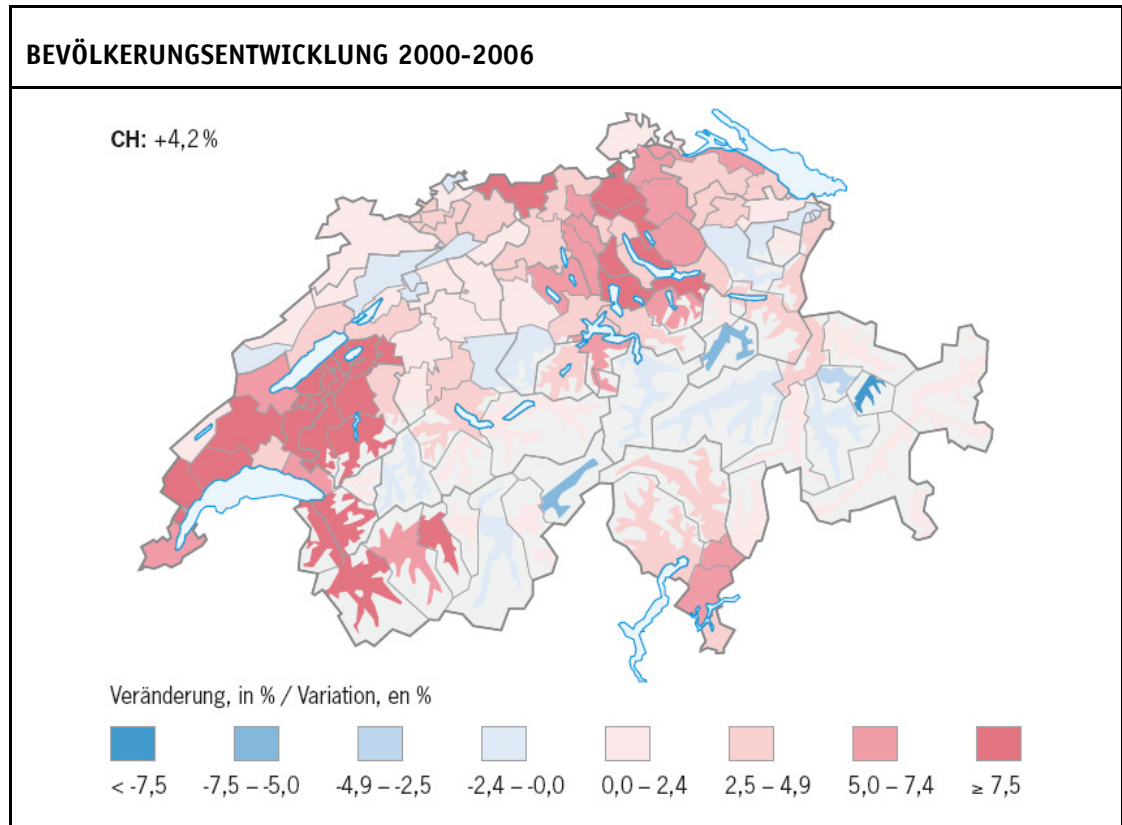 BEVÖLKERUNGSENTWICKLUNG 2000-2006
CH: +4,2 %
Veränderung, in % / Variation, en %
< -7,5 -7,5 – -5,0 -4,9 – -2,5 -2,4 – -0,0 0,0 – 2,4 2,5 – 4,9 5,0 – 7,4 ≥ 7,5